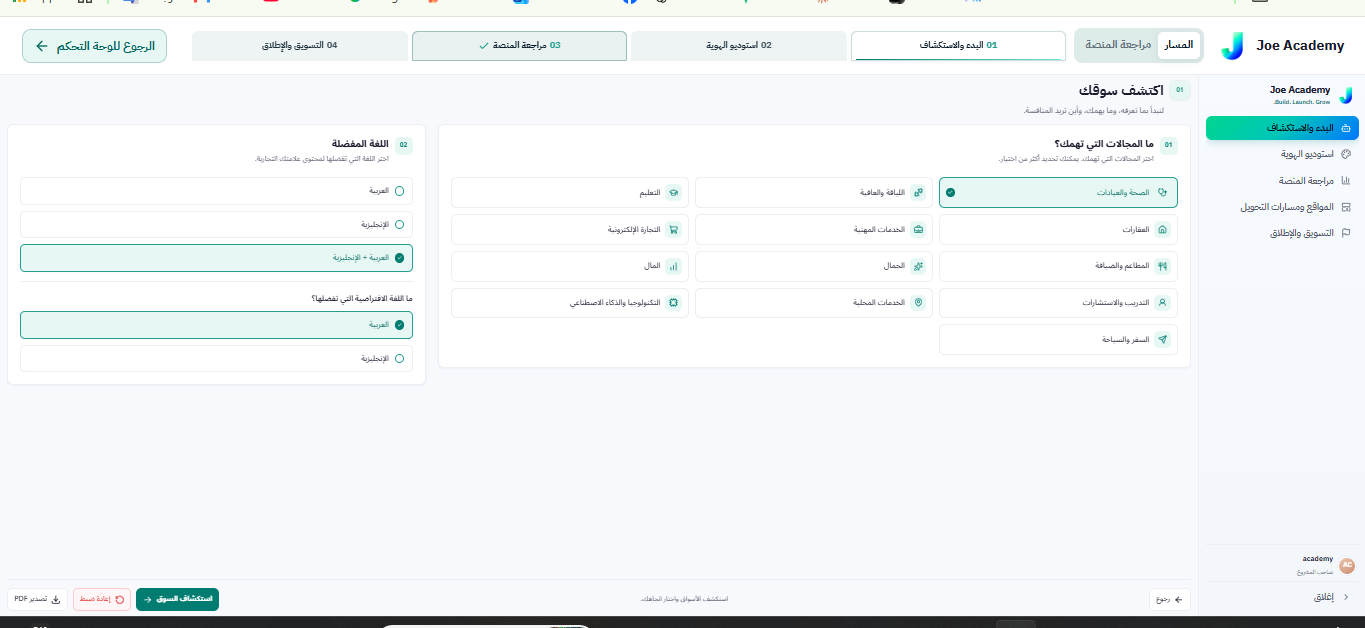 Joe Academy
المسار
مراجعة المنصة
01 البدء والاستكشاف
02 استوديو الهوية
03 مراجعة المنصة
04 التسويق والإطلاق
الرجوع للوحة التحكم
Joe Academy
Build. Launch. Grow.
البدء والاستكشاف
استوديو الهوية
مراجعة المنصة
المواقع ومسارات التحويل
التسويق والإطلاق
academy
صاحب المشروع
AC
إغلاق
01
اكتشف سوقك
لنبدأ بما تعرفه، وما يهمك، وأين تريد المنافسة.
01
ما المجالات التي تهمك؟
اختر المجالات التي تهمك. يمكنك تحديد أكثر من اختيار.
الصحة والعيادات
اللياقة والعافية
التعليم
العقارات
الخدمات المهنية
التجارة الإلكترونية
المطاعم والضيافة
الجمال
المال
التدريب والاستشارات
الخدمات المحلية
التكنولوجيا والذكاء الاصطناعي
السفر والسياحة
02
اللغة المفضلة
اختر اللغة التي تفضلها لمحتوى علامتك التجارية.
العربية
الإنجليزية
العربية + الإنجليزية
ما اللغة الافتراضية التي تفضلها؟
العربية
الإنجليزية
رجوع
استكشف الأسواق واختار اتجاهك.
استكشاف السوق
إعادة ضبط
تصدير PDF